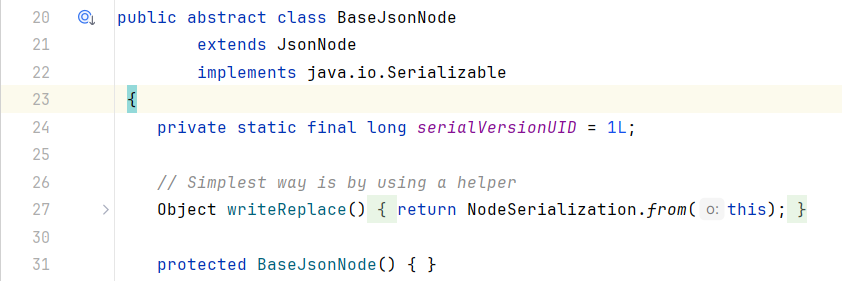 20 public abstract class BaseJsonNode
21 extends JsonNode
22 implements java.io.Serializable
23 {
24 private static final long serialVersionUID = 1L;
25
26 // Simplest way is by using a helper
27 Object writeReplace() { return NodeSerialization.from( o: this); }
30
31 protected BaseJsonNode() { }